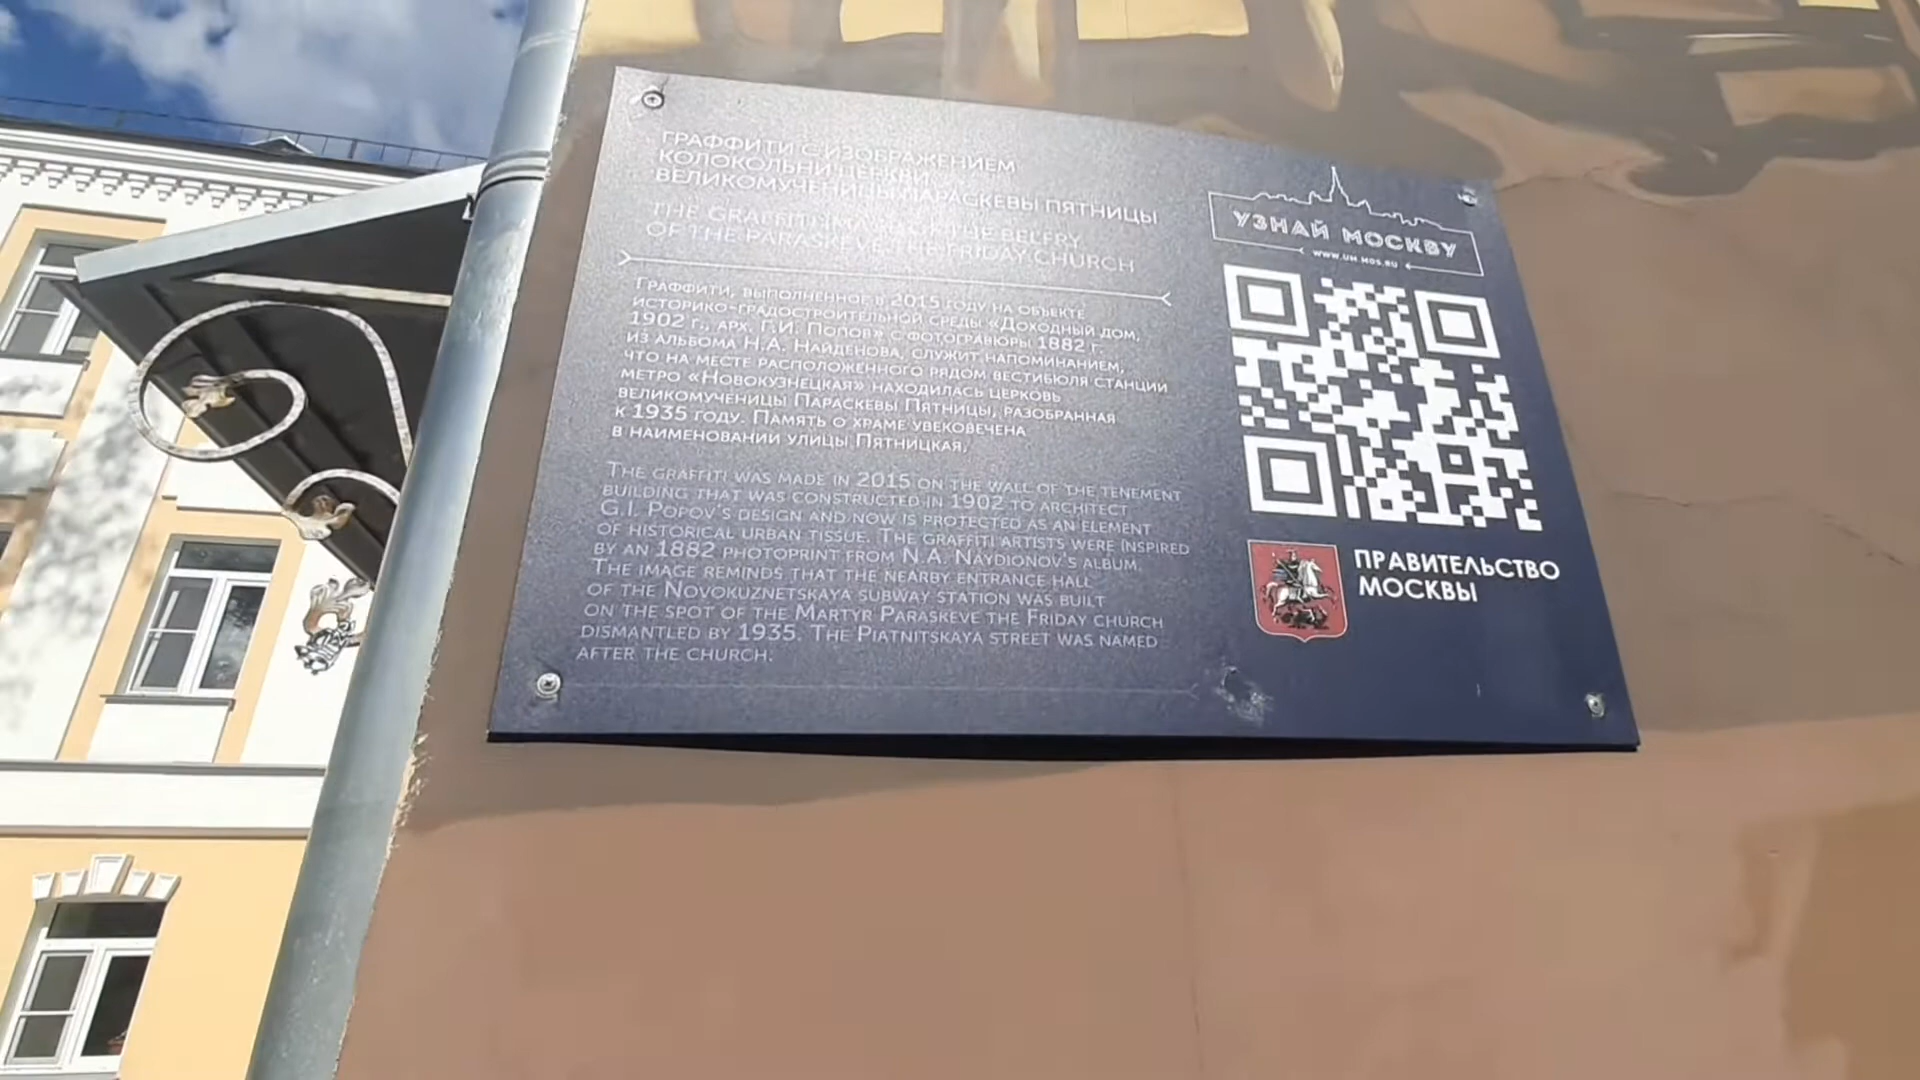 ГРАФФИТИ С ИЗОБРАЖЕНИЕМ
КОЛОКОЛЬНИ ЦЕРКВИ
ВЕЛИКОМУЧЕНИЦЫ ПАРАСКЕВЫ ПЯТНИЦЫ
THE GRAFFITI IMAGE OF THE BELFRY
OF THE PARASKEVE THE FRIDAY CHURCH
ГРАФФИТИ, ВЫПОЛНЕННОЕ В 2015 ГОДУ НА ОБЪЕКТЕ
ИСТОРИКО-ГРАДОСТРОИТЕЛЬНОЙ СРЕДЫ «ДОХОДНЫЙ ДОМ,
1902 Г., АРХ. Г.И. ПОПОВ» С ФОТОГРАВЮРЫ 1882 Г.
ИЗ АЛЬБОМА Н.А. НАЙДЕНОВА, СЛУЖИТ НАПОМИНАНИЕМ,
ЧТО НА МЕСТЕ РАСПОЛОЖЕННОГО РЯДОМ ВЕСТИБЮЛЯ СТАНЦИИ
МЕТРО «НОВОКУЗНЕЦКАЯ» НАХОДИЛАСЬ ЦЕРКОВЬ
ВЕЛИКОМУЧЕНИЦЫ ПАРАСКЕВЫ ПЯТНИЦЫ, РАЗОБРАННАЯ
К 1935 ГОДУ. ПАМЯТЬ О ХРАМЕ УВЕКОВЕЧЕНА
В НАИМЕНОВАНИИ УЛИЦЫ ПЯТНИЦКАЯ.
THE GRAFFITI WAS MADE IN 2015 ON THE WALL OF THE TENEMENT
BUILDING THAT WAS CONSTRUCTED IN 1902 TO ARCHITECT
G.I. POPOV'S DESIGN AND NOW IS PROTECTED AS AN ELEMENT
OF HISTORICAL URBAN TISSUE. THE GRAFFITI ARTISTS WERE INSPIRED
BY AN 1882 PHOTOPRINT FROM N.A. NAYDIONOV'S ALBUM.
THE IMAGE REMINDS THAT THE NEARBY ENTRANCE HALL
OF THE NOVOKUZNETSKAYA SUBWAY STATION WAS BUILT
ON THE SPOT OF THE MARTYR PARASKEVE THE FRIDAY CHURCH
DISMANTLED BY 1935. THE PIATNITSKAYA STREET WAS NAMED
AFTER THE CHURCH.
УЗНАЙ МОСКВУ
WWW.UM.MOS.RU
ПРАВИТЕЛЬСТВО
МОСКВЫ